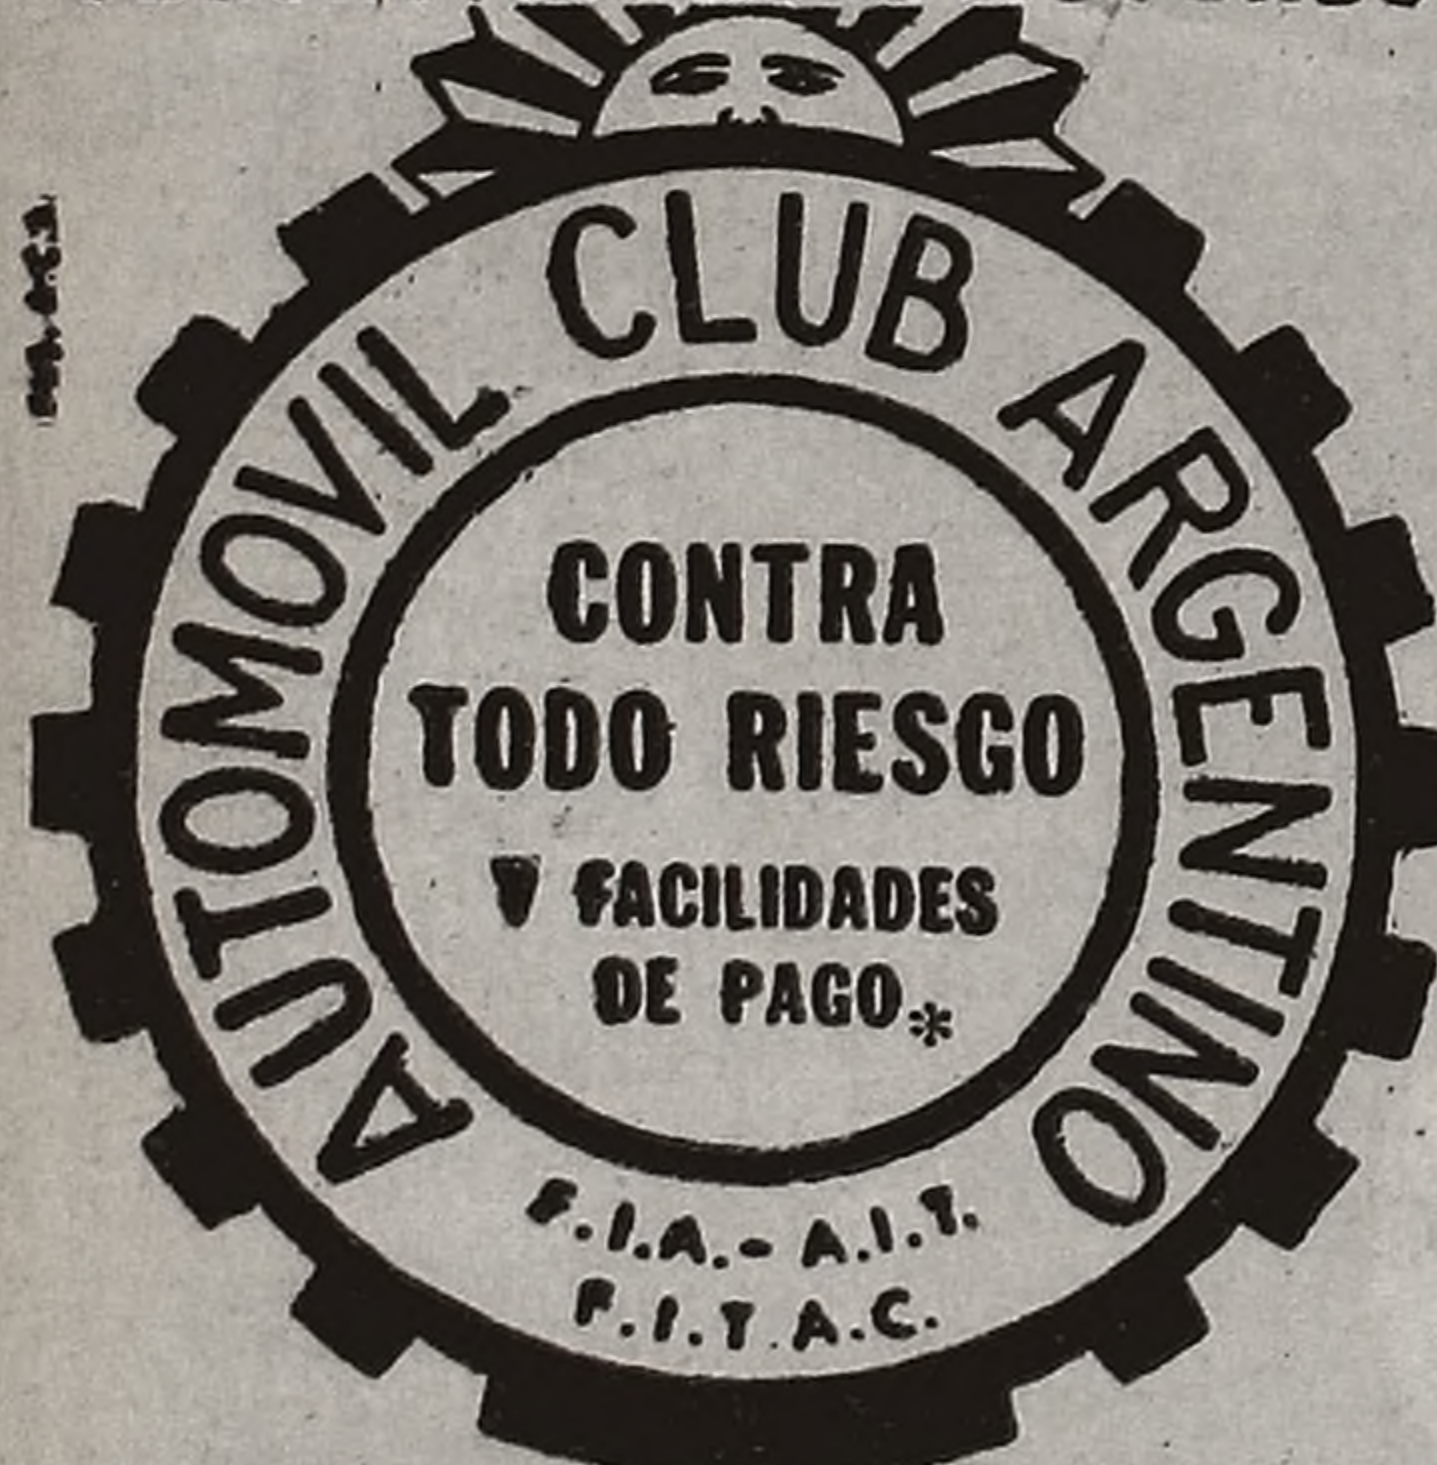 AUTOMOVIL CLUB ARGENTINO
CONTRA
TODO RIESGO
Y FACILIDADES
DE PAGO*
F.I.A.- A.I.T.
F.I.T.A.C.